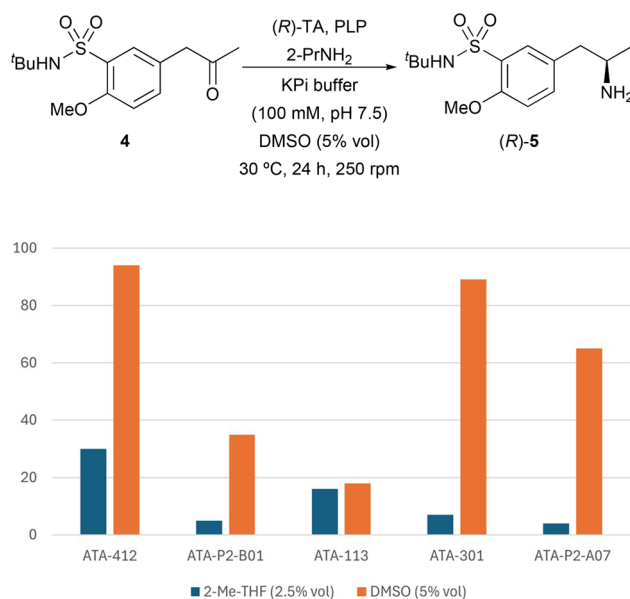 O O
S
ᵗBuHN
MeO
O
4
(R)-TA, PLP
2-PrNH₂
KPi buffer
(100 mM, pH 7.5)
DMSO (5% vol)
30 ºC, 24 h, 250 rpm
O O
S
ᵗBuHN
MeO
NH₂
(R)-5
100
80
60
40
20
0
ATA-412 ATA-P2-B01 ATA-113 ATA-301 ATA-P2-A07
2-Me-THF (2.5% vol) DMSO (5% vol)